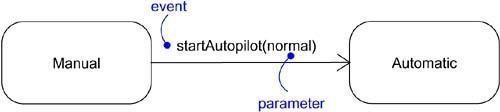 event
startAutopilot(normal)
Manual
Automatic
parameter